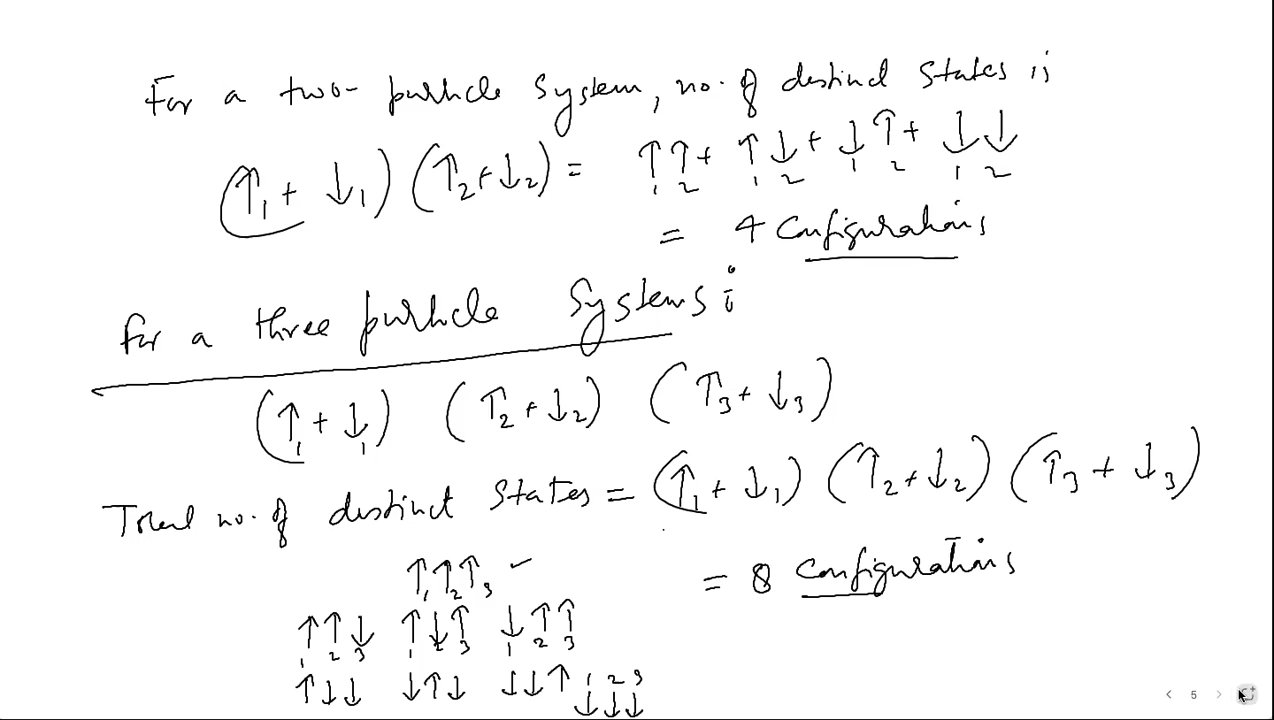 For a two-particle system, no. of distinct states is
(↑₁ + ↓₁) (↑₂ + ↓₂) = ↑₁↑₂ + ↑₁↓₂ + ↓₁↑₂ + ↓₁↓₂
= 4 Configurations
for a three particle systems :
(↑₁ + ↓₁) (↑₂ + ↓₂) (↑₃ + ↓₃)
Total no. of distinct states = (↑₁ + ↓₁) (↑₂ + ↓₂) (↑₃ + ↓₃)
↑₁↑₂↑₃ ✓
= 8 configurations
↑₁↑₂↓₃ ↑₁↓₂↑₃ ↓₁↑₂↑₃
↑↓↓ ↓↑↓ ↓↓↑ ↓₁↓₂↓₃
5